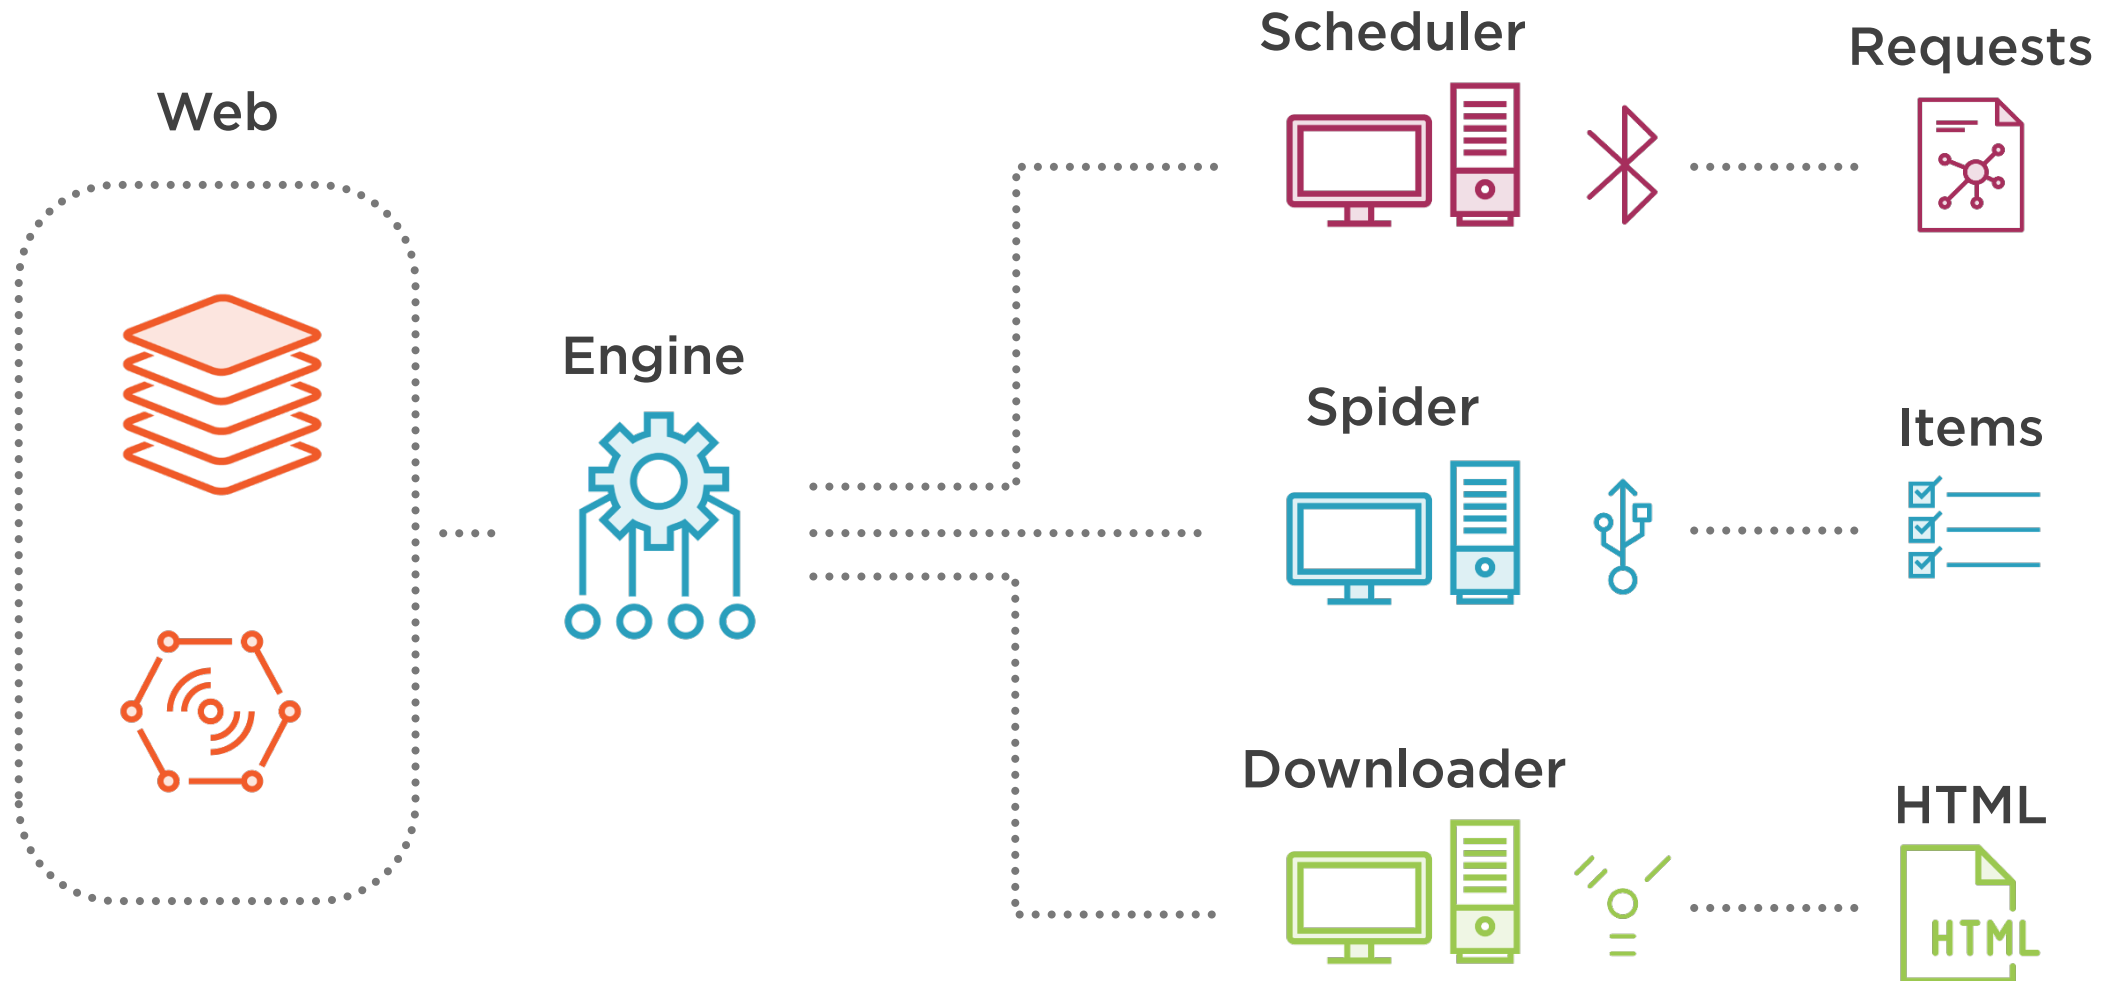 Web
Engine
Scheduler
Requests
Spider
Items
Downloader
HTML
HTML